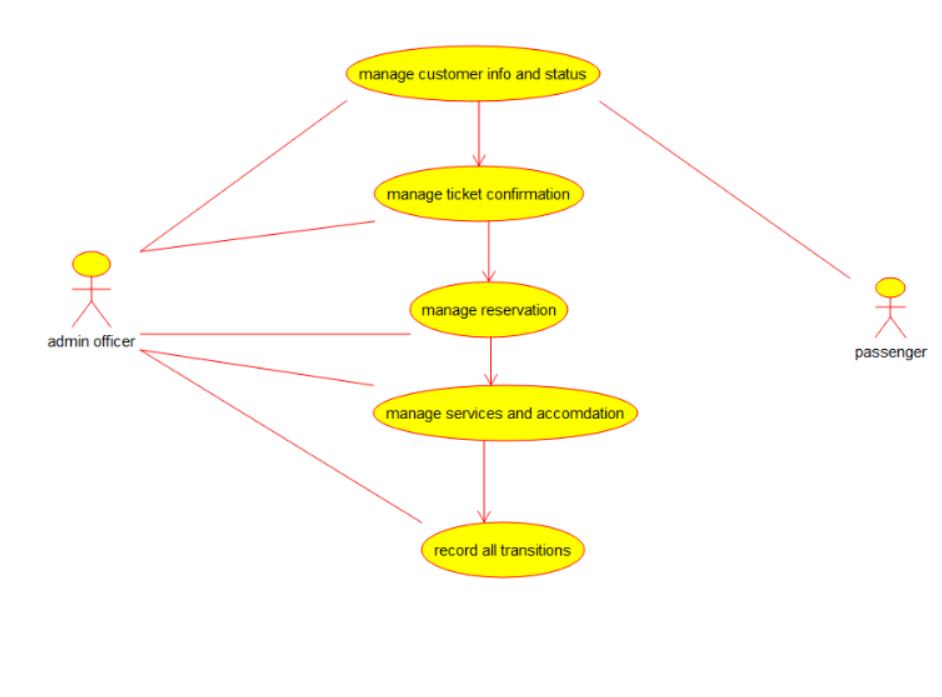 manage customer info and status
manage ticket confirmation
manage reservation
admin officer
passenger
manage services and accomdation
record all transitions